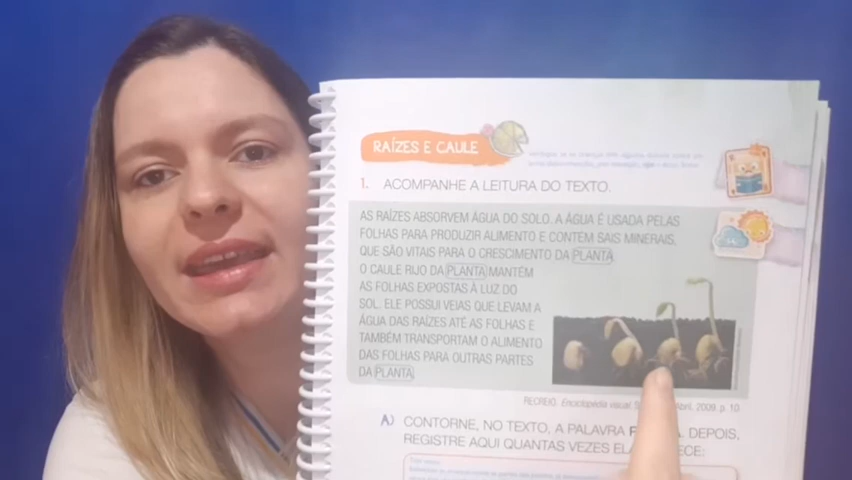 RAÍZES E CAULE
1. ACOMPANHE A LEITURA DO TEXTO.
AS RAÍZES ABSORVEM ÁGUA DO SOLO. A ÁGUA É USADA PELAS
FOLHAS PARA PRODUZIR ALIMENTO E CONTÉM SAIS MINERAIS,
QUE SÃO VITAIS PARA O CRESCIMENTO DA PLANTA.
O CAULE RIJO DA PLANTA MANTÉM
AS FOLHAS EXPOSTAS À LUZ DO
SOL. ELE POSSUI VEIAS QUE LEVAM A
ÁGUA DAS RAÍZES ATÉ AS FOLHAS E
TAMBÉM TRANSPORTAM O ALIMENTO
DAS FOLHAS PARA OUTRAS PARTES
DA PLANTA.
RECREIO. Enciclopédia visual. 2009. p. 10
A) CONTORNE, NO TEXTO, A PALAVRA DEPOIS,
REGISTRE AQUI QUANTAS VEZES